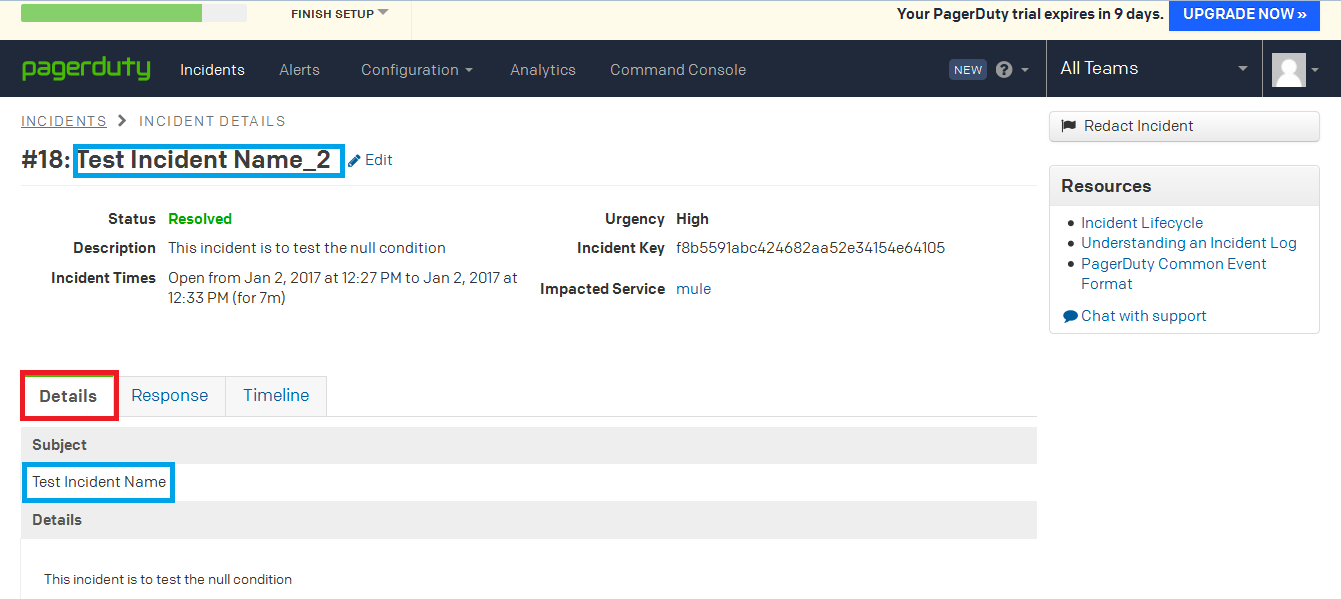 FINISH SETUP
Your PagerDuty trial expires in 9 days.
UPGRADE NOW »
pagerduty
Incidents
Alerts
Configuration
Analytics
Command Console
NEW
?
All Teams
INCIDENTS > INCIDENT DETAILS
#18: Test Incident Name_2
Edit
Status Resolved
Description This incident is to test the null condition
Incident Times Open from Jan 2, 2017 at 12:27 PM to Jan 2, 2017 at
12:33 PM (for 7m)
Urgency High
Incident Key f8b5591abc424682aa52e34154e64105
Impacted Service mule
Redact Incident
Resources
Incident Lifecycle
Understanding an Incident Log
PagerDuty Common Event
Format
Chat with support
Details
Response
Timeline
Subject
Test Incident Name
Details
This incident is to test the null condition